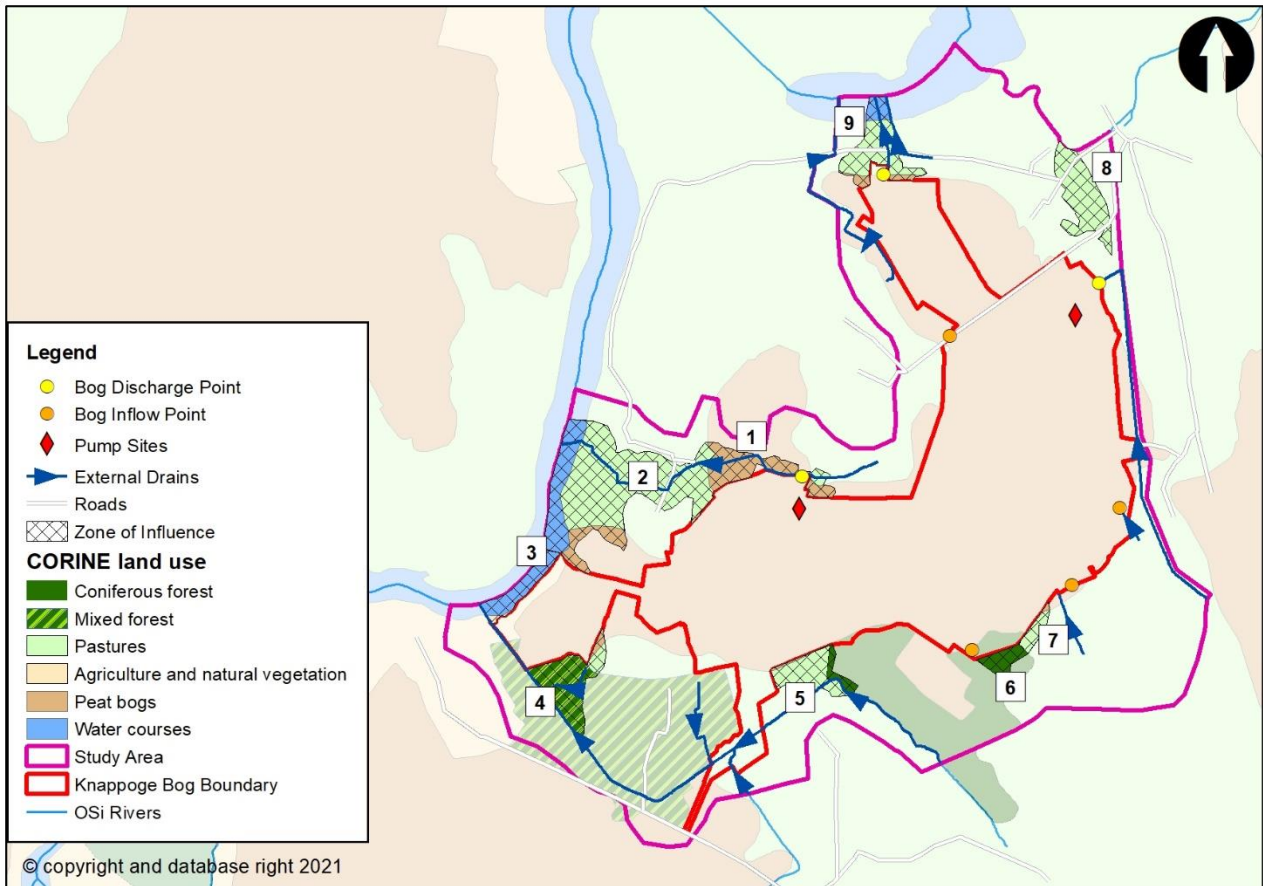 9
8
1
2
3
7
6
5
4
Legend
Bog Discharge Point
Bog Inflow Point
Pump Sites
External Drains
Roads
Zone of Influence
CORINE land use
Coniferous forest
Mixed forest
Pastures
Agriculture and natural vegetation
Peat bogs
Water courses
Study Area
Knappoge Bog Boundary
OSi Rivers
© copyright and database right 2021